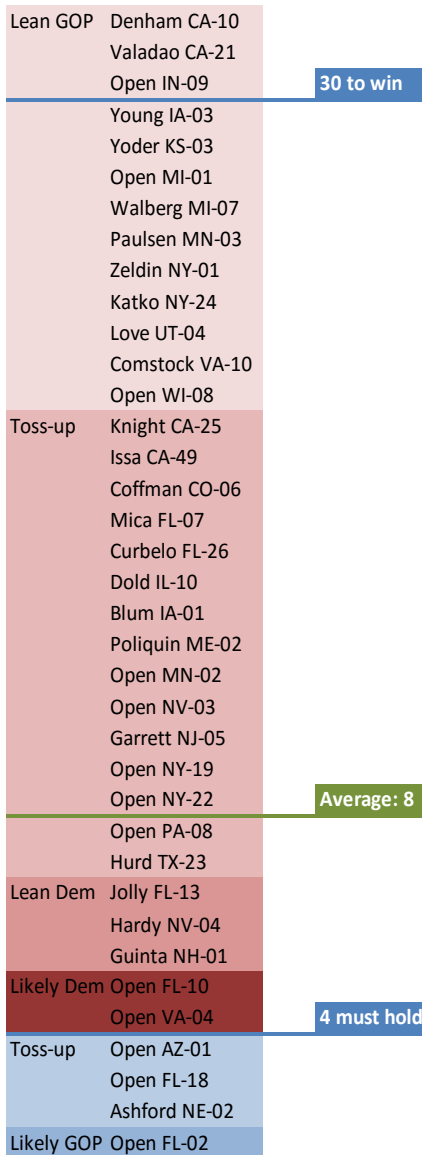 Lean GOP Denham CA-10
Valadao CA-21
Open IN-09 30 to win
Young IA-03
Yoder KS-03
Open MI-01
Walberg MI-07
Paulsen MN-03
Zeldin NY-01
Katko NY-24
Love UT-04
Comstock VA-10
Open WI-08
Toss-up Knight CA-25
Issa CA-49
Coffman CO-06
Mica FL-07
Curbelo FL-26
Dold IL-10
Blum IA-01
Poliquin ME-02
Open MN-02
Open NV-03
Garrett NJ-05
Open NY-19
Open NY-22 Average: 8
Open PA-08
Hurd TX-23
Lean Dem Jolly FL-13
Hardy NV-04
Guinta NH-01
Likely Dem Open FL-10
Open VA-04 4 must hold
Toss-up Open AZ-01
Open FL-18
Ashford NE-02
Likely GOP Open FL-02